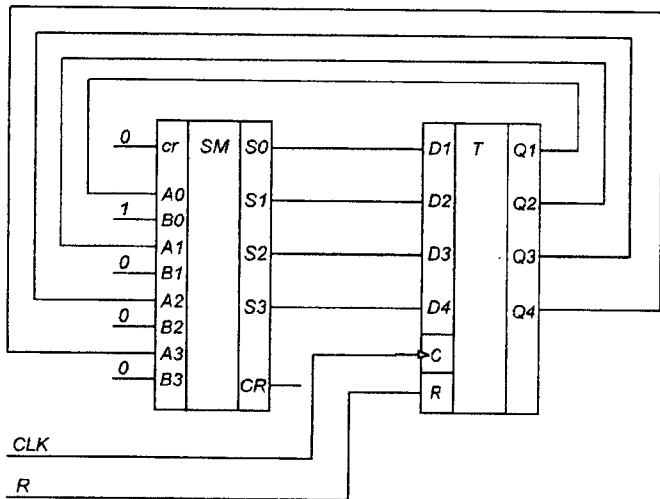 0
cr SM S0
A0
1
B0 S1
A1
0
B1 S2
A2
0
B2 S3
A3
0
B3 CR
D1 T Q1
D2 Q2
D3 Q3
D4 Q4
C
R
CLK
R